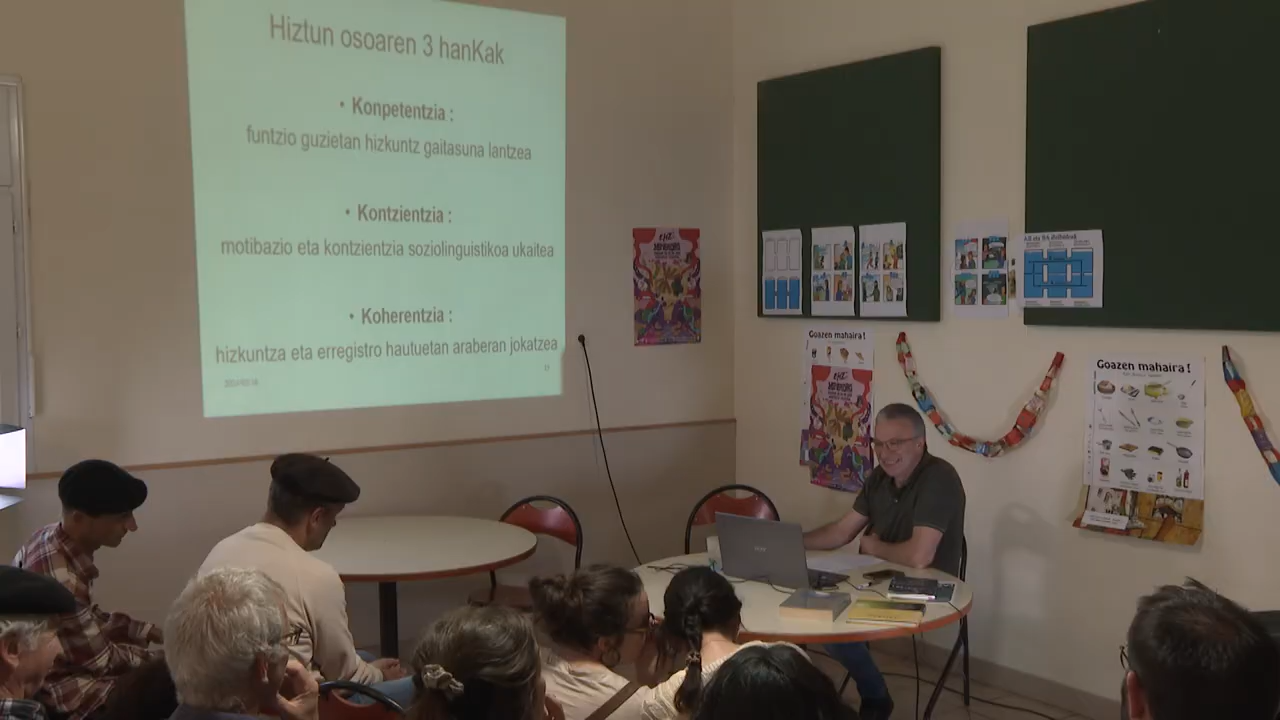 Hiztun osoaren 3 hanKak
• Konpetentzia :
funtzio guzietan hizkuntz gaitasuna lantzea
• Kontzientzia :
motibazio eta kontzientzia soziolinguistikoa ukaitea
• Koherentzia :
hizkuntza eta erregistro hautuetan araberan jokatzea
Goazen mahaira!
Goazen mahaira!